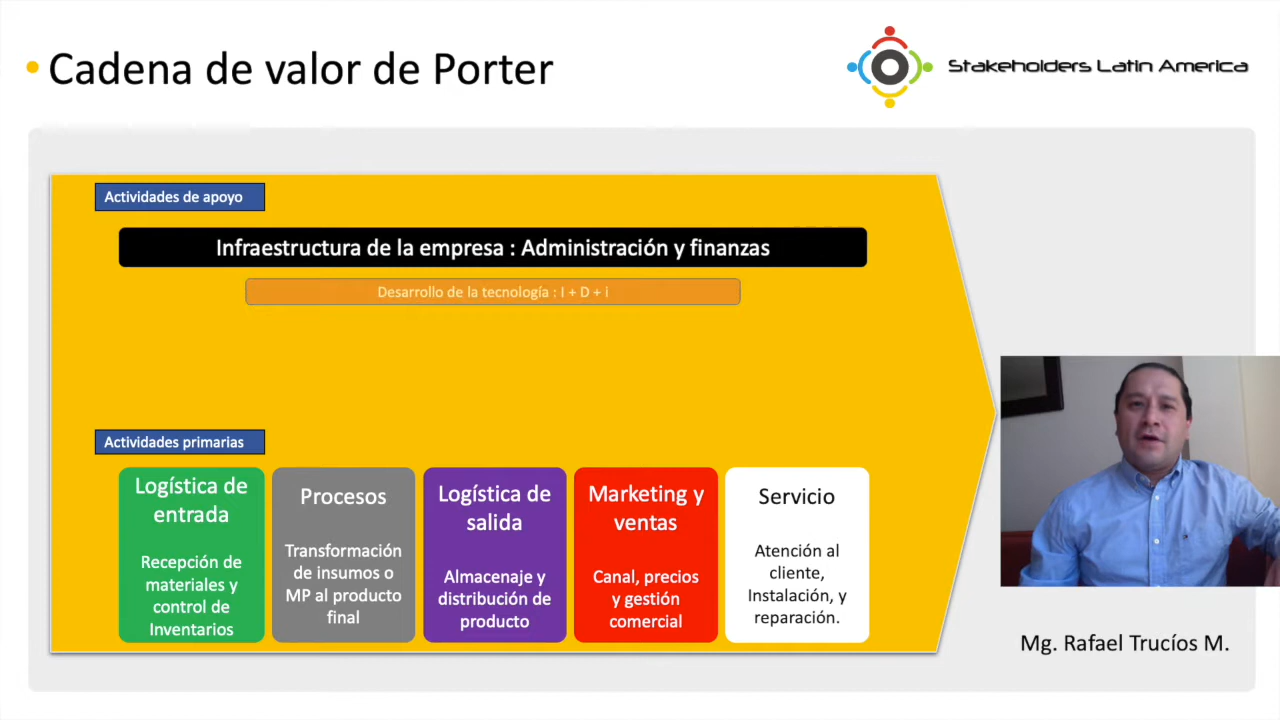 Cadena de valor de Porter
Stakeholders Latin America
Actividades de apoyo
Infraestructura de la empresa : Administración y finanzas
Desarrollo de la tecnología : I + D + i
Actividades primarias
Logística de
entrada
Recepción de
materiales y
control de
Inventarios
Procesos
Transformación
de insumos o
MP al producto
final
Logística de
salida
Almacenaje y
distribución de
producto
Marketing y
ventas
Canal, precios
y gestión
comercial
Servicio
Atención al
cliente,
Instalación, y
reparación.
Mg. Rafael Trucíos M.